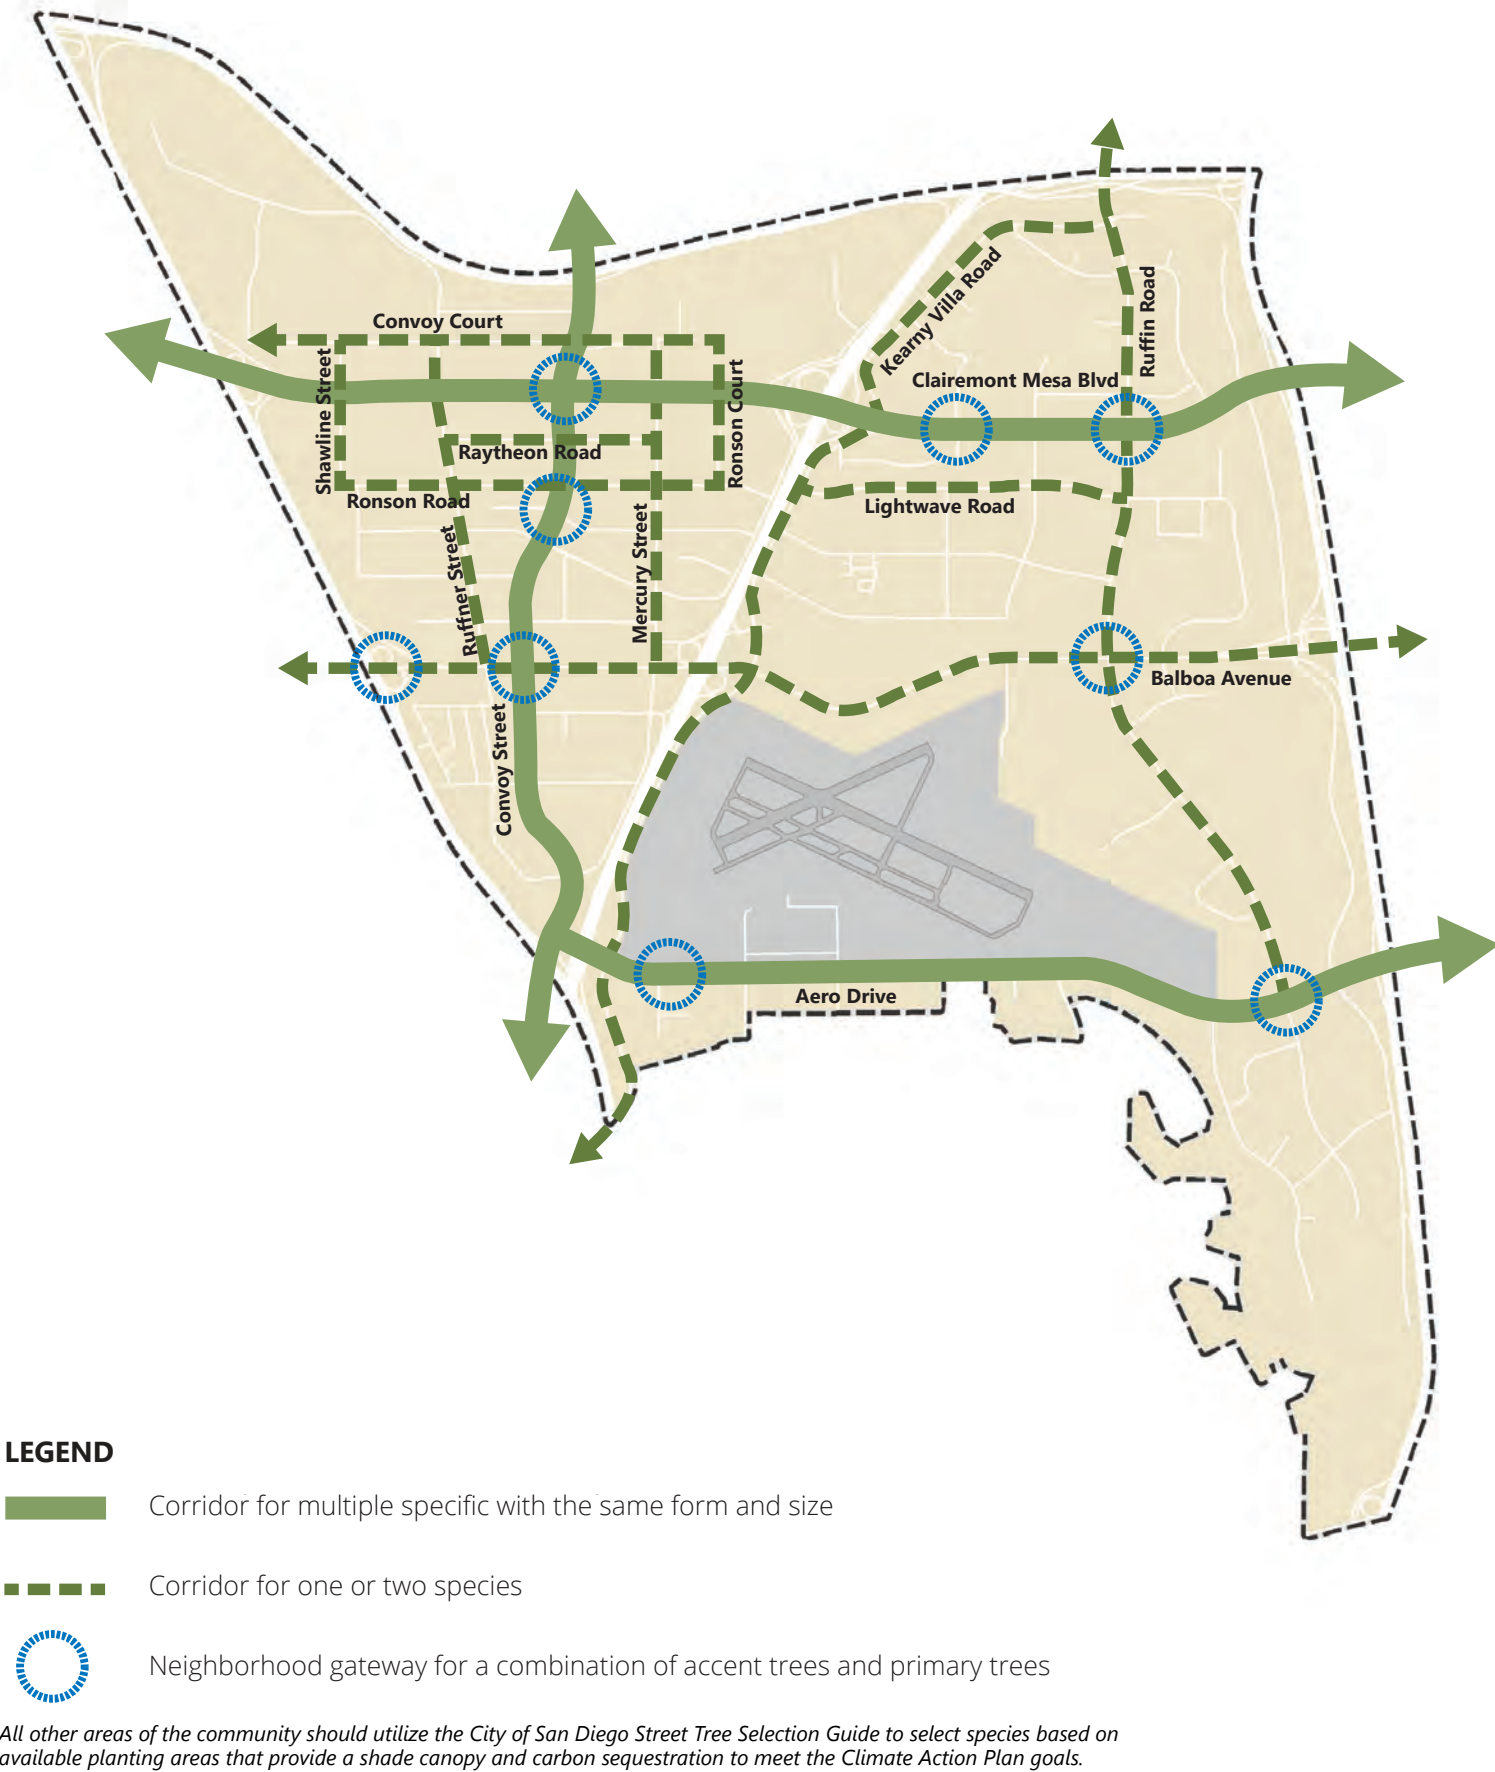 Convoy Court
Shawline Street
Ronson Court
Raytheon Road
Ronson Road
Ruffner Street
Mercury Street
Convoy Street
Kearny Villa Road
Ruffin Road
Clairemont Mesa Blvd
Lightwave Road
Balboa Avenue
Aero Drive
LEGEND
Corridor for multiple specific with the same form and size
Corridor for one or two species
Neighborhood gateway for a combination of accent trees and primary trees
All other areas of the community should utilize the City of San Diego Street Tree Selection Guide to select species based on
available planting areas that provide a shade canopy and carbon sequestration to meet the Climate Action Plan goals.